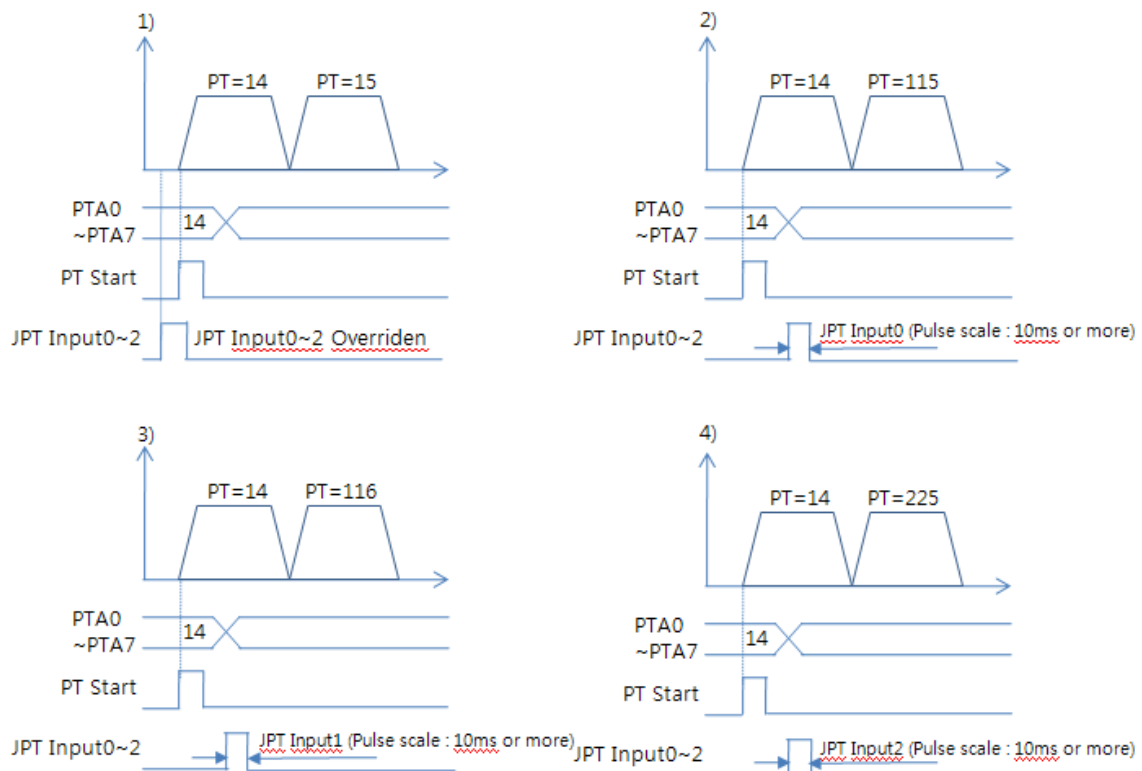 1)
PT=14 PT=15
PTA0
~PTA7
14
PT Start
JPT Input0~2
JPT Input0~2 Overriden
2)
PT=14 PT=115
PTA0
~PTA7
14
PT Start
JPT Input0~2
JPT Input0 (Pulse scale : 10ms or more)
3)
PT=14 PT=116
PTA0
~PTA7
14
PT Start
JPT Input0~2
JPT Input1 (Pulse scale : 10ms or more)
4)
PT=14 PT=225
PTA0
~PTA7
14
PT Start
JPT Input0~2
JPT Input2 (Pulse scale : 10ms or more)